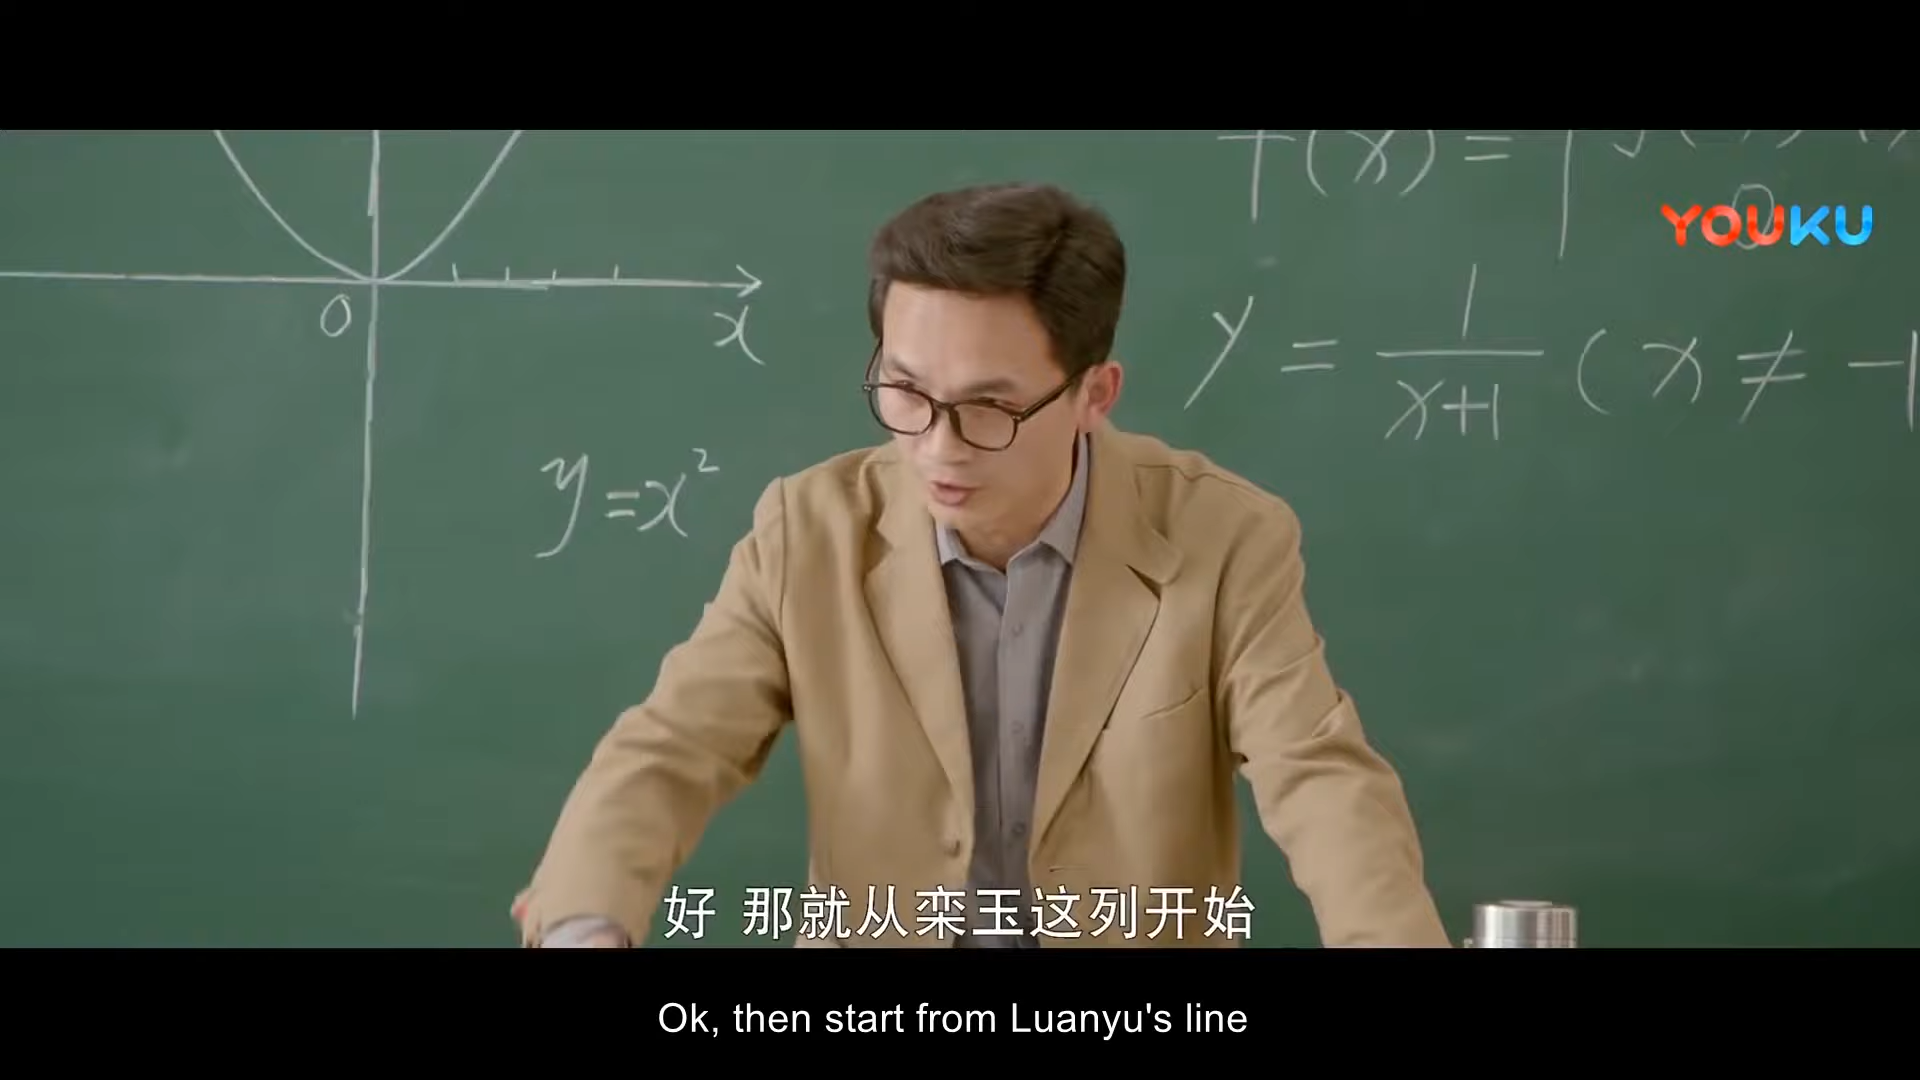 f(x) =
YOUKU
y = 1/x+1 (x ≠ -1
0
x
y=x²
好 那就从栾玉这列开始
Ok, then start from Luanyu's line